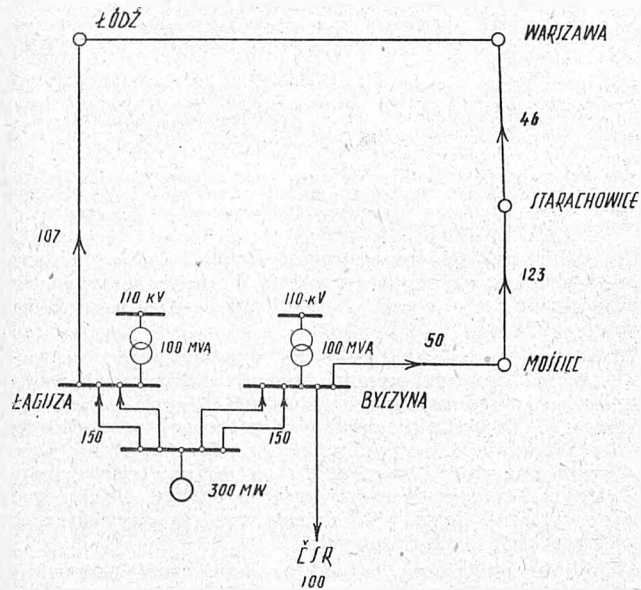 ŁÓDŹ
WARSZAWA
46
STARACHOWICE
107
123
110 kV
110 kV
100 MVA
100 MVA
50
MOŚCICE
ŁAGISZA
BYCZYNA
150
150
300 MW
ČSR
100